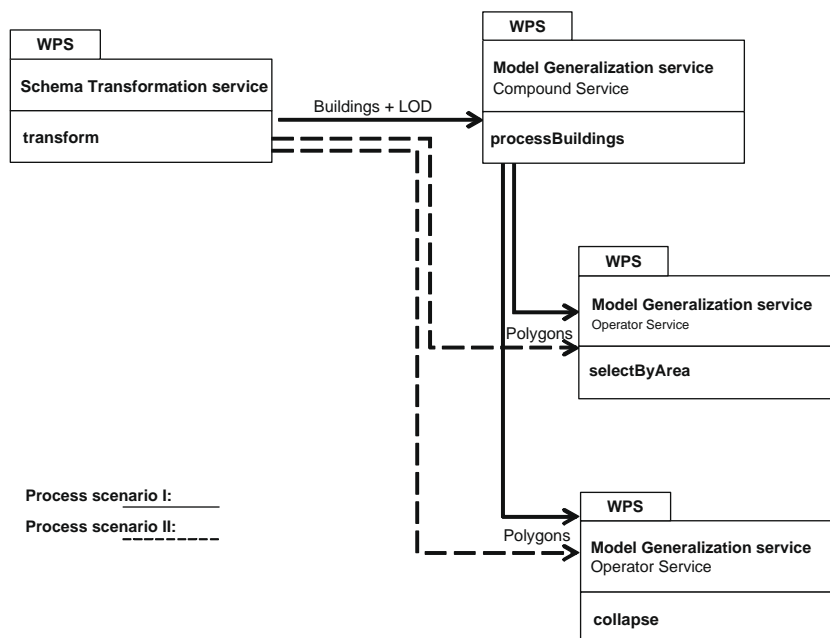 WPS
Schema Transformation service
transform
Buildings + LOD
WPS
Model Generalization service
Compound Service
processBuildings
WPS
Model Generalization service
Operator Service
selectByArea
Polygons
WPS
Model Generalization service
Operator Service
collapse
Polygons
Process scenario I:
Process scenario II: